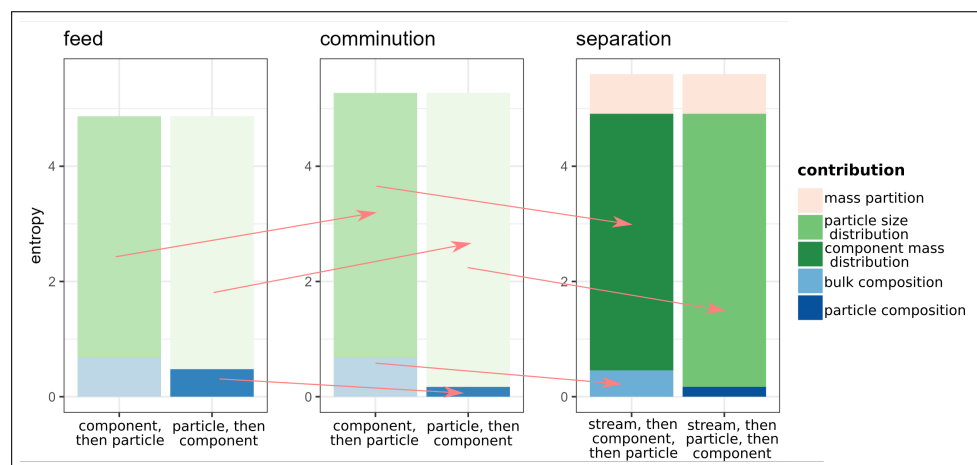 feed
comminution
separation
entropy
4
2
0
4
2
0
4
2
0
component,
then particle
particle, then
component
component,
then particle
particle, then
component
stream, then
component,
then particle
stream, then
particle, then
component
contribution
mass partition
particle size
distribution
component mass
distribution
bulk composition
particle composition